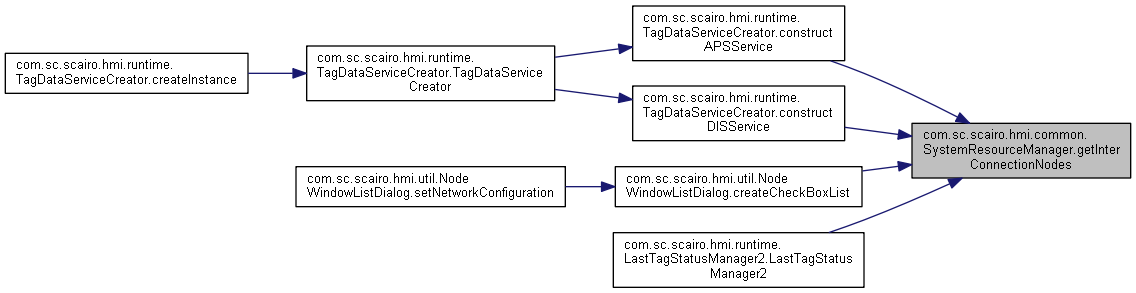 com.sc.scairo.hmi.runtime.
TagDataServiceCreator.createInstance
com.sc.scairo.hmi.runtime.
TagDataServiceCreator.TagDataService
Creator
com.sc.scairo.hmi.runtime.
TagDataServiceCreator.construct
APSService
com.sc.scairo.hmi.runtime.
TagDataServiceCreator.construct
DISService
com.sc.scairo.hmi.common.
SystemResourceManager.getInter
ConnectionNodes
com.sc.scairo.hmi.util.Node
WindowListDialog.setNetworkConfiguration
com.sc.scairo.hmi.util.Node
WindowListDialog.createCheckBoxList
com.sc.scairo.hmi.runtime.
LastTagStatusManager2.LastTagStatus
Manager2